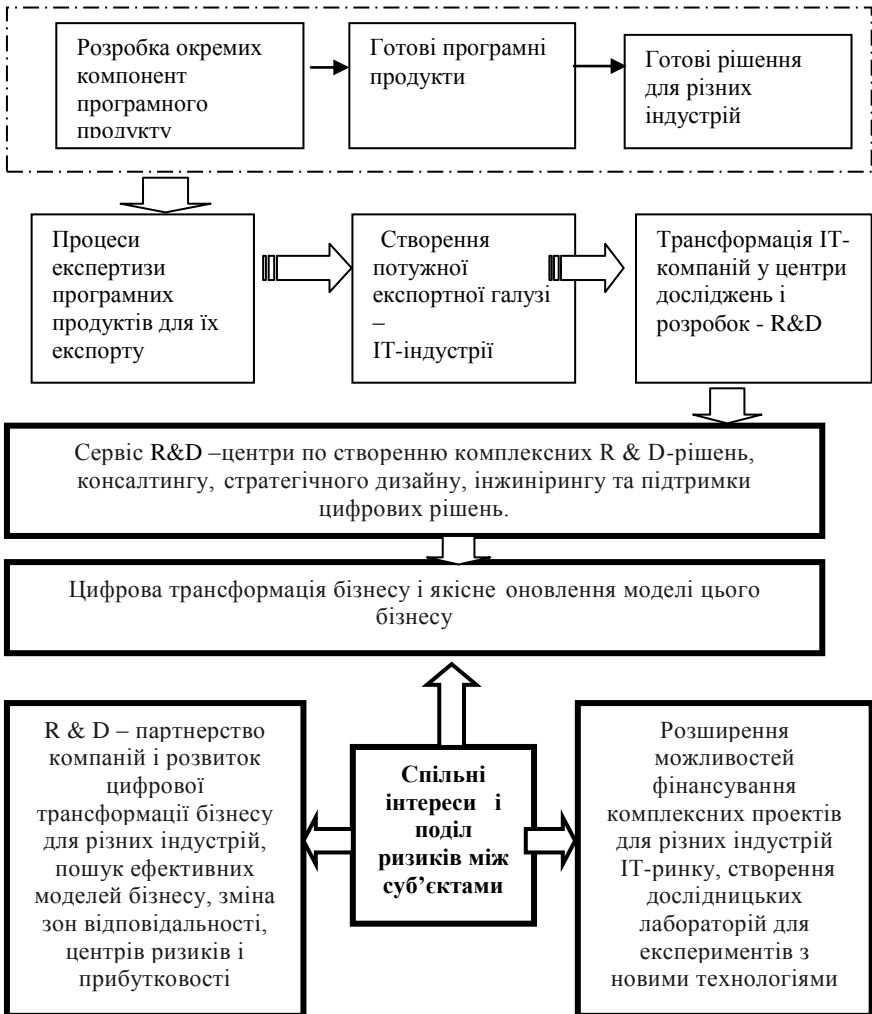 Розробка окремих
компонент
програмного
продукту
Готові програмні
продукти
Готові рішення
для різних
індустрій
Процеси
експертизи
програмних
продуктів для їх
експорту
Створення
потужної
експортної галузі
–
ІТ-індустрії
Трансформація ІТ-
компаній у центри
досліджень і
розробок - R&D
Сервіс R&D –центри по створенню комплексних R & D-рішень,
консалтингу, стратегічного дизайну, інжинірингу та підтримки
цифрових рішень.
Цифрова трансформація бізнесу і якісне оновлення моделі цього
бізнесу
R & D – партнерство
компаній і розвиток
цифрової
трансформації бізнесу
для різних індустрій,
пошук ефективних
моделей бізнесу, зміна
зон відповідальності,
центрів ризиків і
прибутковості
Спільні
інтереси і
поділ
ризиків між
суб’єктами
Розширення
можливостей
фінансування
комплексних проектів
для різних індустрій
ІТ-ринку, створення
дослідницьких
лабораторій для
експериментів з
новими технологіями